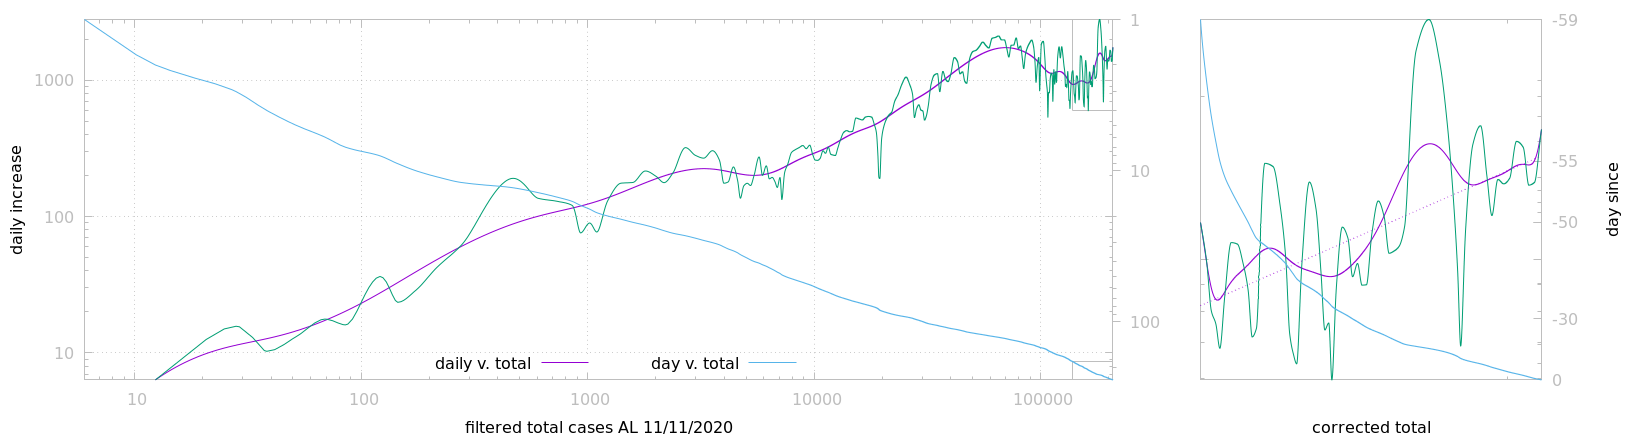 daily increase
1000
100
10
10
100
1000
10000
100000
filtered total cases AL 11/11/2020
daily v. total
day v. total
1
10
100
-59
-55
-50
-30
0
day since
corrected total